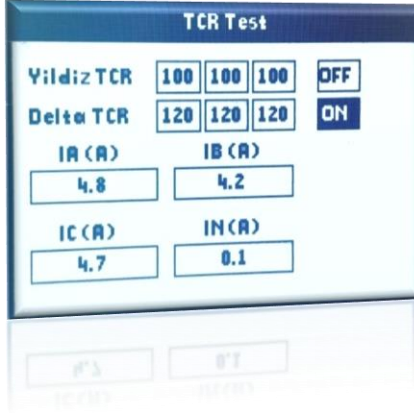 TCR Test
Yildiz TCR 100 100 100 OFF
Delta TCR 120 120 120 ON
IA (A) IB (A)
4.8 4.2
IC (A) IN (A)
4.7 0.1